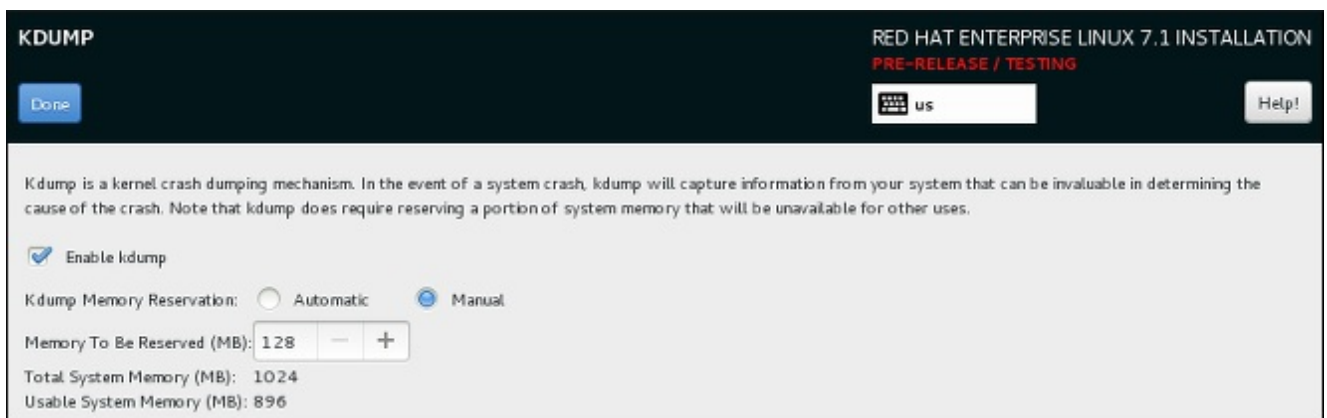 KDUMP
RED HAT ENTERPRISE LINUX 7.1 INSTALLATION
PRE-RELEASE / TESTING
Done
us
Help!
Kdump is a kernel crash dumping mechanism. In the event of a system crash, kdump will capture information from your system that can be invaluable in determining the
cause of the crash. Note that kdump does require reserving a portion of system memory that will be unavailable for other uses.
Enable kdump
Kdump Memory Reservation: Automatic Manual
Memory To Be Reserved (MB): 128 − +
Total System Memory (MB): 1024
Usable System Memory (MB): 896